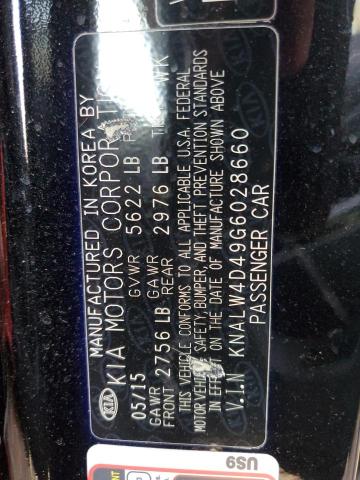 MANUFACTURED IN KOREA BY
KIA KIA MOTORS CORPORATION
05/15 GVWR 5622 LB
GAWR FRONT 2756 LB GAWR REAR 2976 LB
THIS VEHICLE CONFORMS TO ALL APPLICABLE U.S.A. FEDERAL
MOTOR VEHICLE SAFETY, BUMPER, AND THEFT PREVENTION STANDARDS
IN EFFECT ON THE DATE OF MANUFACTURE SHOWN ABOVE
V.I.N KNALW4D49G6028660
PASSENGER CAR
US9